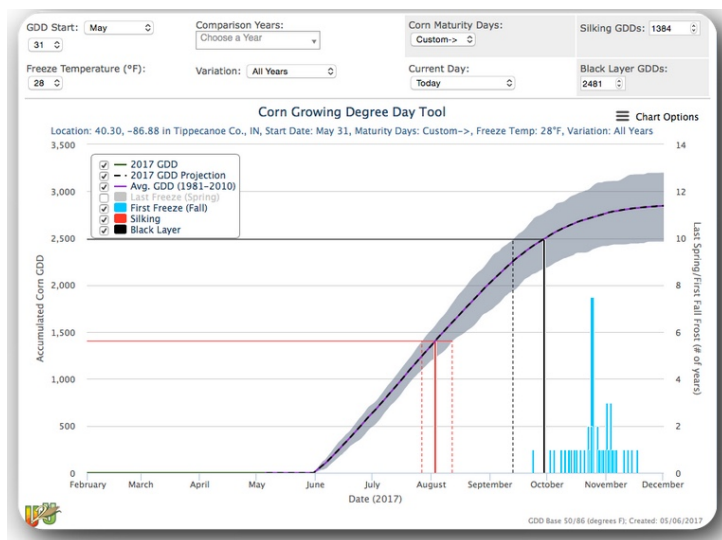 GDD Start: May
31
Comparison Years:
Choose a Year
Corn Maturity Days:
Custom->
Silking GDDs: 1384
Freeze Temperature (°F):
28
Variation: All Years
Current Day:
Today
Black Layer GDDs:
2481
Corn Growing Degree Day Tool
Chart Options
Location: 40.30, -86.88 in Tippecanoe Co., IN, Start Date: May 31, Maturity Days: Custom->, Freeze Temp: 28°F, Variation: All Years
2017 GDD
2017 GDD Projection
Avg. GDD (1981-2010)
Last Freeze (Spring)
First Freeze (Fall)
Silking
Black Layer
Accumulated Corn GDD
3,500
3,000
2,500
2,000
1,500
1,000
500
0
14
12
10
8
6
4
2
0
Last Spring/First Fall Frost (# of years)
February March April May June July August September October November December
Date (2017)
GDD Base 50/86 (degrees F); Created: 05/06/2017